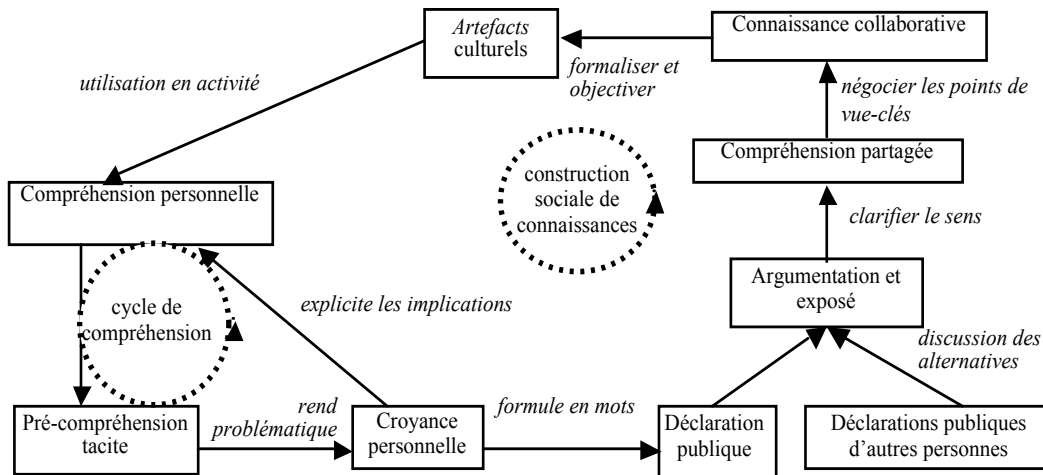 Artefacts
culturels
Connaissance collaborative
utilisation en activité
formaliser et
objectiver
négocier les points de
vue-clés
Compréhension partagée
Compréhension personnelle
construction
sociale de
connaissances
clarifier le sens
Argumentation et
exposé
cycle de
compréhension
explicite les implications
discussion des
alternatives
Pré-compréhension
tacite
rend
problématique
Croyance
personnelle
formule en mots
Déclaration
publique
Déclarations publiques
d’autres personnes